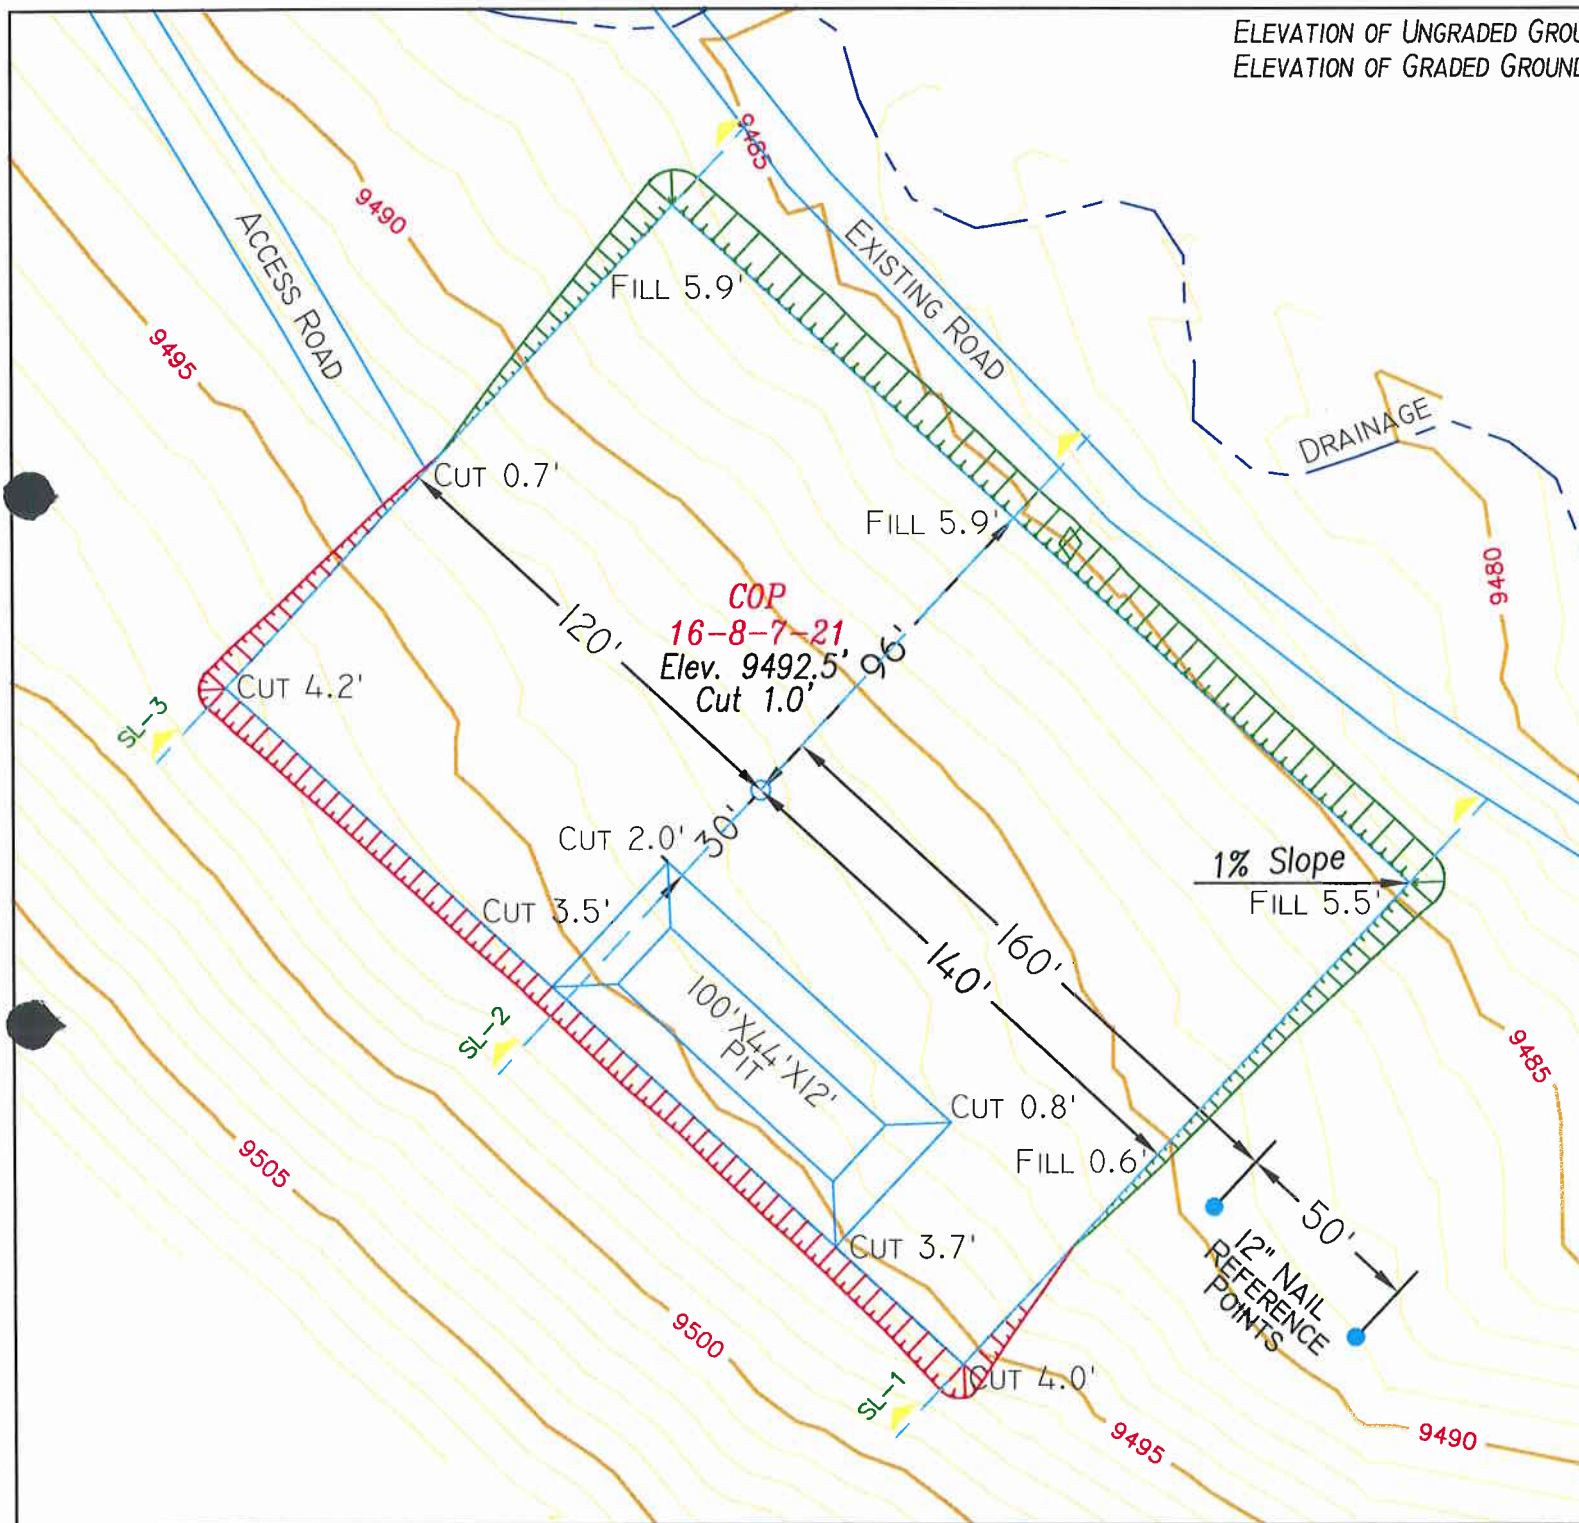 ELEVATION OF UNGRADED
ELEVATION OF GRADED GROUND
9485
9490
ACCESS ROAD
EXISTING ROAD
FILL 5.9'
9495
DRAINAGE
CUT 0.7'
FILL 5.9'
9480
COP
16-8-7-21
Elev. 9492.5'
Cut 1.0'
120'
96'
CUT 4.2'
SL-3
30'
CUT 2.0'
1% Slope
FILL 5.5'
CUT 3.5'
160'
140'
SL-2
100'X44'X12'
PIT
9485
CUT 0.8'
FILL 0.6'
9505
50'
12" NAIL
REFERENCE
POINTS
CUT 3.7'
9500
CUT 4.0'
SL-1
9495
9490